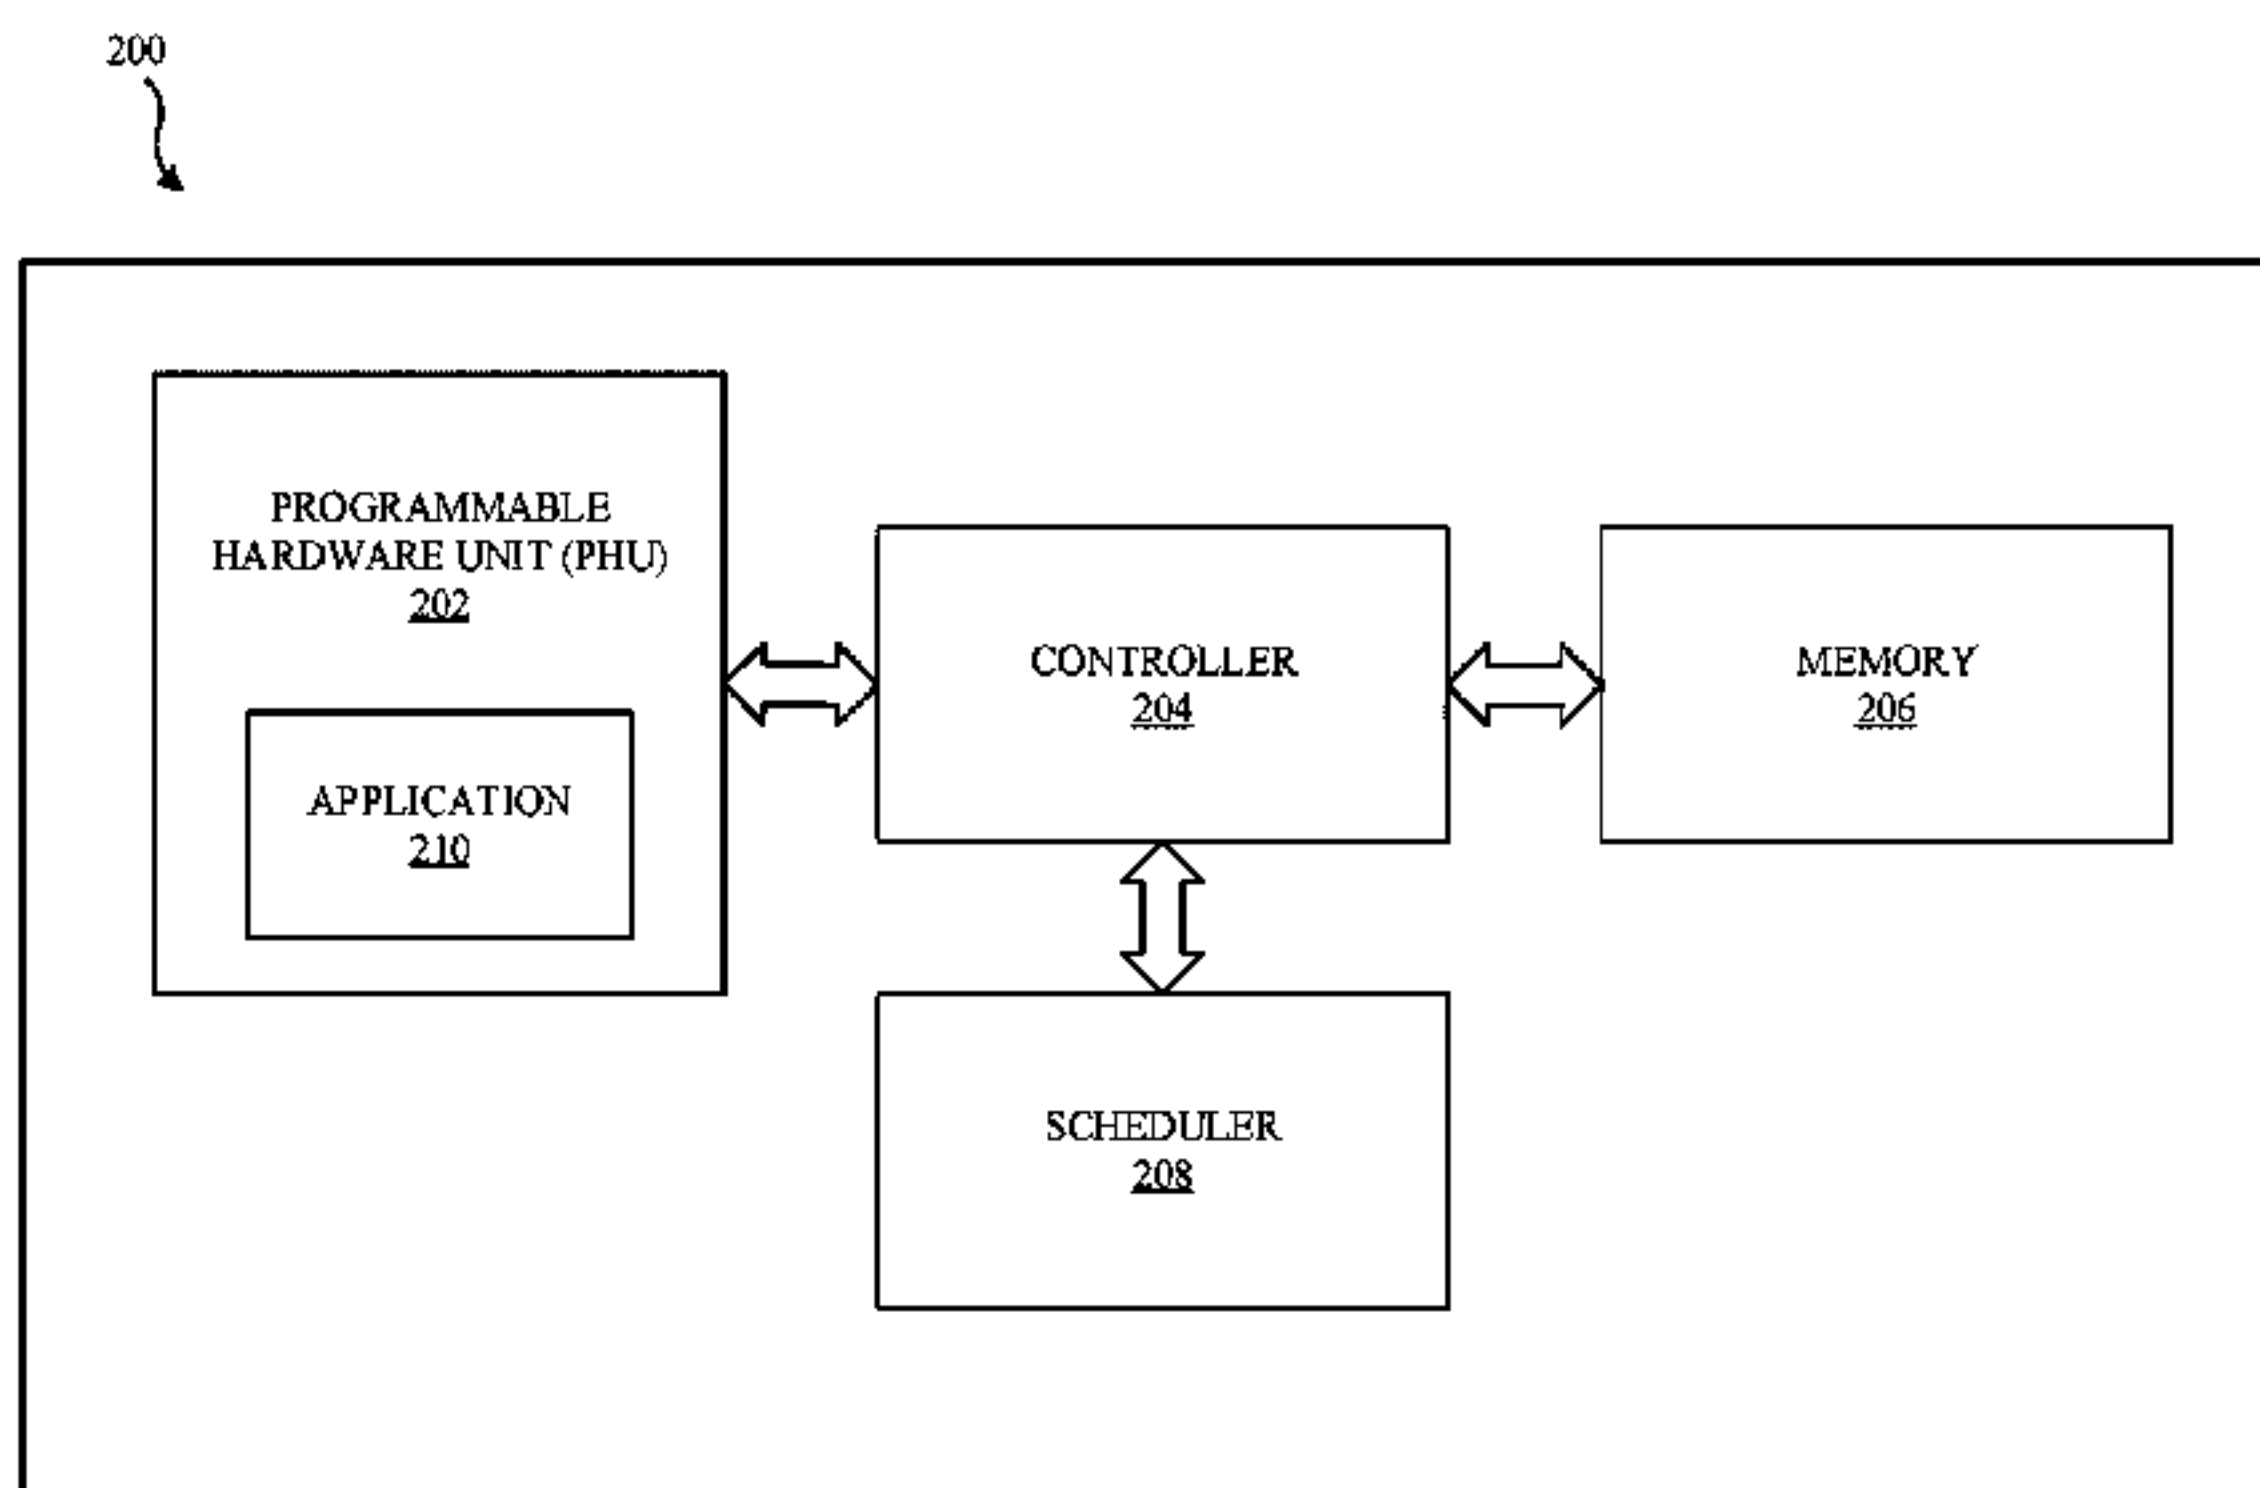 200
PROGRAMMABLE
HARDWARE UNIT (PHU)
202
APPLICATION
210
CONTROLLER
204
MEMORY
206
SCHEDULER
208